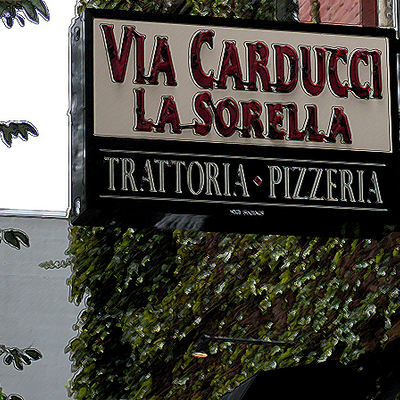 VIA CARDUCCI
LA SORELLA
TRATTORIA • PIZZERIA